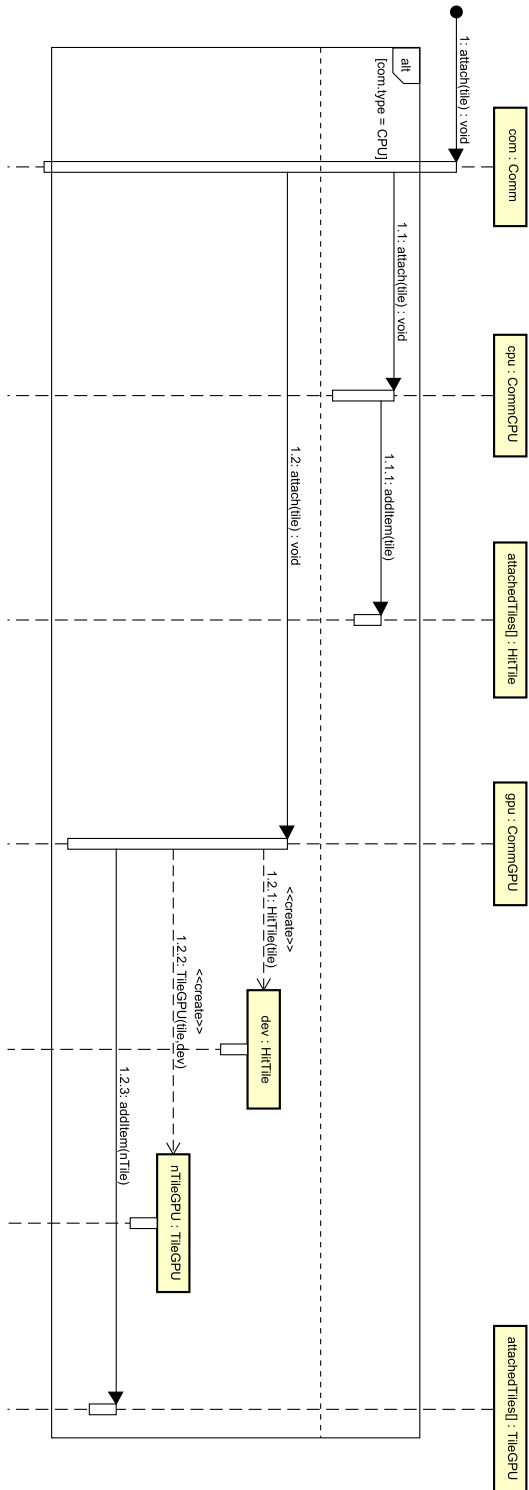 com : Comm
cpu : CommCPU
attachedTiles[] : HitTile
gpu : CommGPU
attachedTiles[] : TileGPU
1: attach(tile) : void
alt
[com.type = CPU]
1.1: attach(tile) : void
1.1.1: addItem(tile)
1.2: attach(tile) : void
<<create>>
1.2.1: HitTile(tile)
dev : HitTile
<<create>>
1.2.2: TileGPU(tile,dev)
nTileGPU : TileGPU
1.2.3: addItem(nTile)